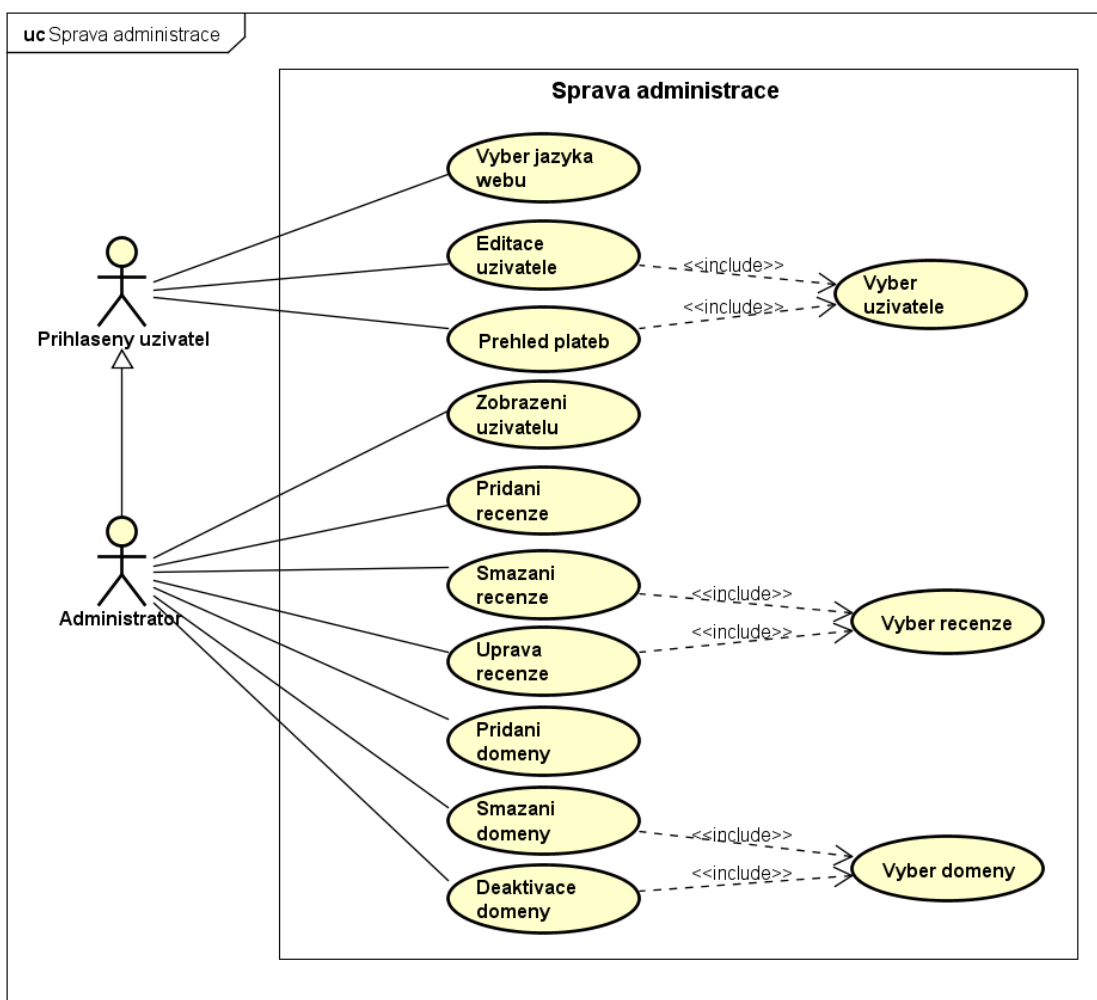 uc Sprava administrace
Sprava administrace
Vyber jazyka
webu
Editace
uzivatele
<<include>>
Vyber
uzivatele
<<include>>
Prehled plateb
Prihlaseny uzivatel
Zobrazeni
uzivatelu
Pridani
recenze
Smazani
recenze
<<include>>
Vyber recenze
<<include>>
Administrator
Uprava
recenze
Pridani
domeny
Smazani
domeny
<<include>>
Vyber domeny
<<include>>
Deaktivace
domeny